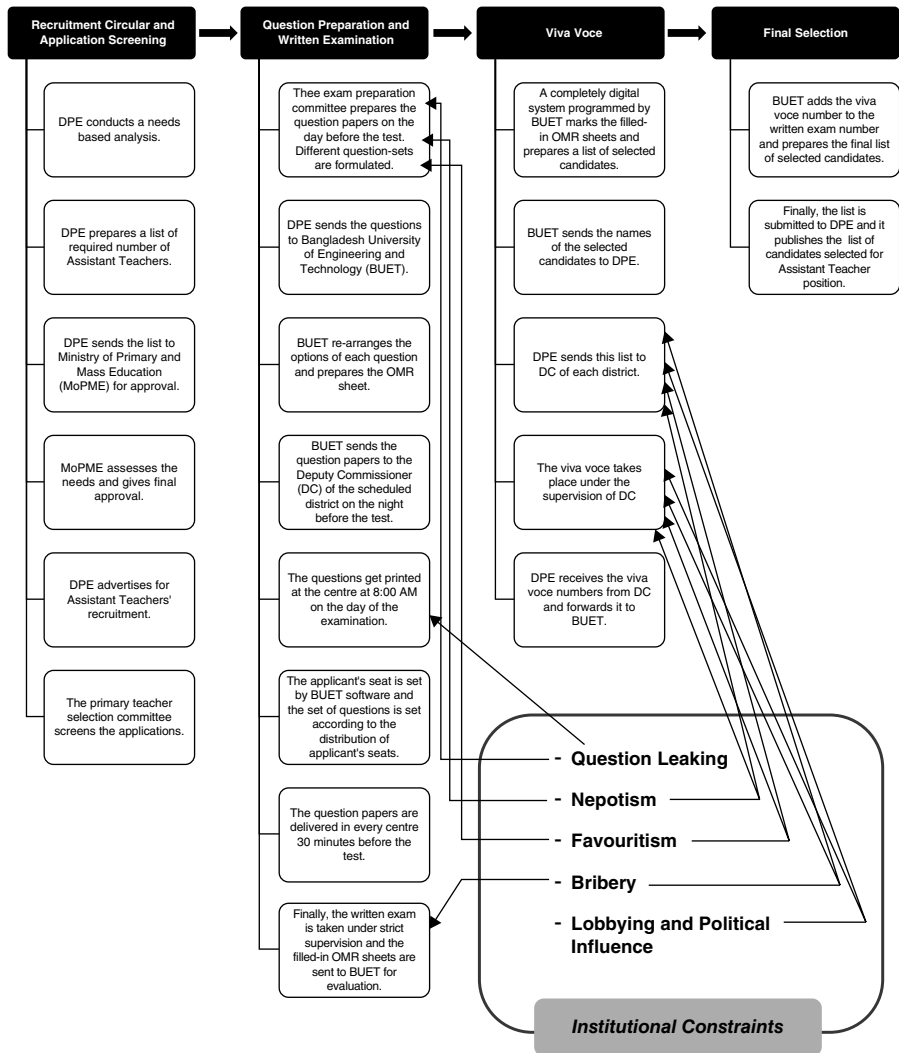 Recruitment Circular and
Application Screening
DPE conducts a needs
based analysis.
DPE prepares a list of
required number of
Assistant Teachers.
DPE sends the list to
Ministry of Primary and
Mass Education
(MoPME) for approval.
MoPME assesses the
needs and gives final
approval.
DPE advertises for
Assistant Teachers'
recruitment.
The primary teacher
selection committee
screens the applications.
Question Preparation and
Written Examination
Thee exam preparation
committee prepares the
question papers on the
day before the test.
Different question-sets
are formulated.
DPE sends the questions
to Bangladesh University
of Engineering and
Technology (BUET).
BUET re-arranges the
options of each question
and prepares the OMR
sheet.
BUET sends the
question papers to the
Deputy Commissioner
(DC) of the scheduled
district on the night
before the test.
The questions get printed
at the centre at 8:00 AM
on the day of the
examination.
The applicant's seat is set
by BUET software and
the set of questions is set
according to the
distribution of
applicant's seats.
The question papers are
delivered in every centre
30 minutes before the
test.
Finally, the written exam
is taken under strict
supervision and the
filled-in OMR sheets are
sent to BUET for
evaluation.
Viva Voce
A completely digital
system programmed by
BUET marks the filled-
in OMR sheets and
prepares a list of selected
candidates.
BUET sends the names
of the selected
candidates to DPE.
DPE sends this list to
DC of each district.
The viva voce takes
place under the
supervision of DC
DPE receives the viva
voce numbers from DC
and forwards it to
BUET.
Final Selection
BUET adds the viva
voce number to the
written exam number
and prepares the final list
of selected candidates.
Finally, the list is
submitted to DPE and it
publishes the list of
candidates selected for
Assistant Teacher
position.
- Question Leaking
- Nepotism
- Favouritism
- Bribery
- Lobbying and Political
Influence
Institutional Constraints